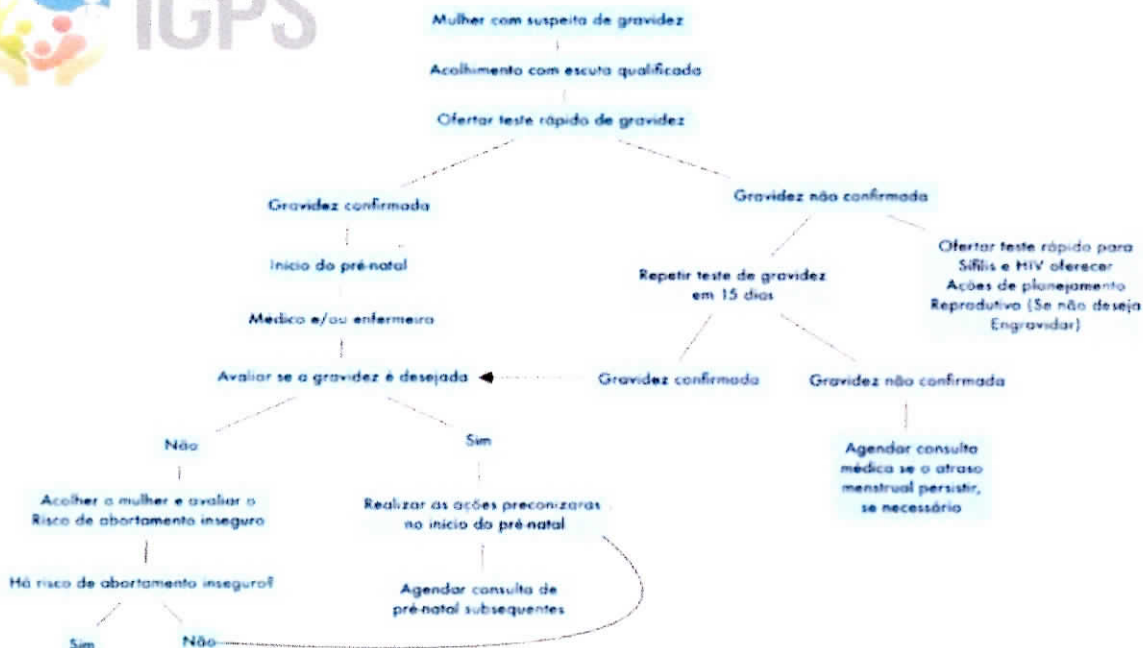 IGPS
Mulher com suspeita de gravidez
Acolhimento com escuta qualificada
Ofertar teste rápido de gravidez
Gravidez confirmada
Gravidez não confirmada
Início do pré-natal
Repetir teste de gravidez
em 15 dias
Ofertar teste rápido para
Sífilis e HIV oferecer
Ações de planejamento
Reprodutivo (Se não deseja
Engravidar)
Médico e/ou enfermeiro
Avaliar se a gravidez é desejada
Gravidez confirmada
Gravidez não confirmada
Não
Sim
Agendar consulta
médica se o atraso
menstrual persistir,
se necessário
Acolher a mulher e avaliar o
Risco de abortamento inseguro
Realizar as ações preconizaras
no início do pré-natal
Há risco de abortamento inseguro?
Agendar consulta de
pré-natal subsequentes
Sim
Não